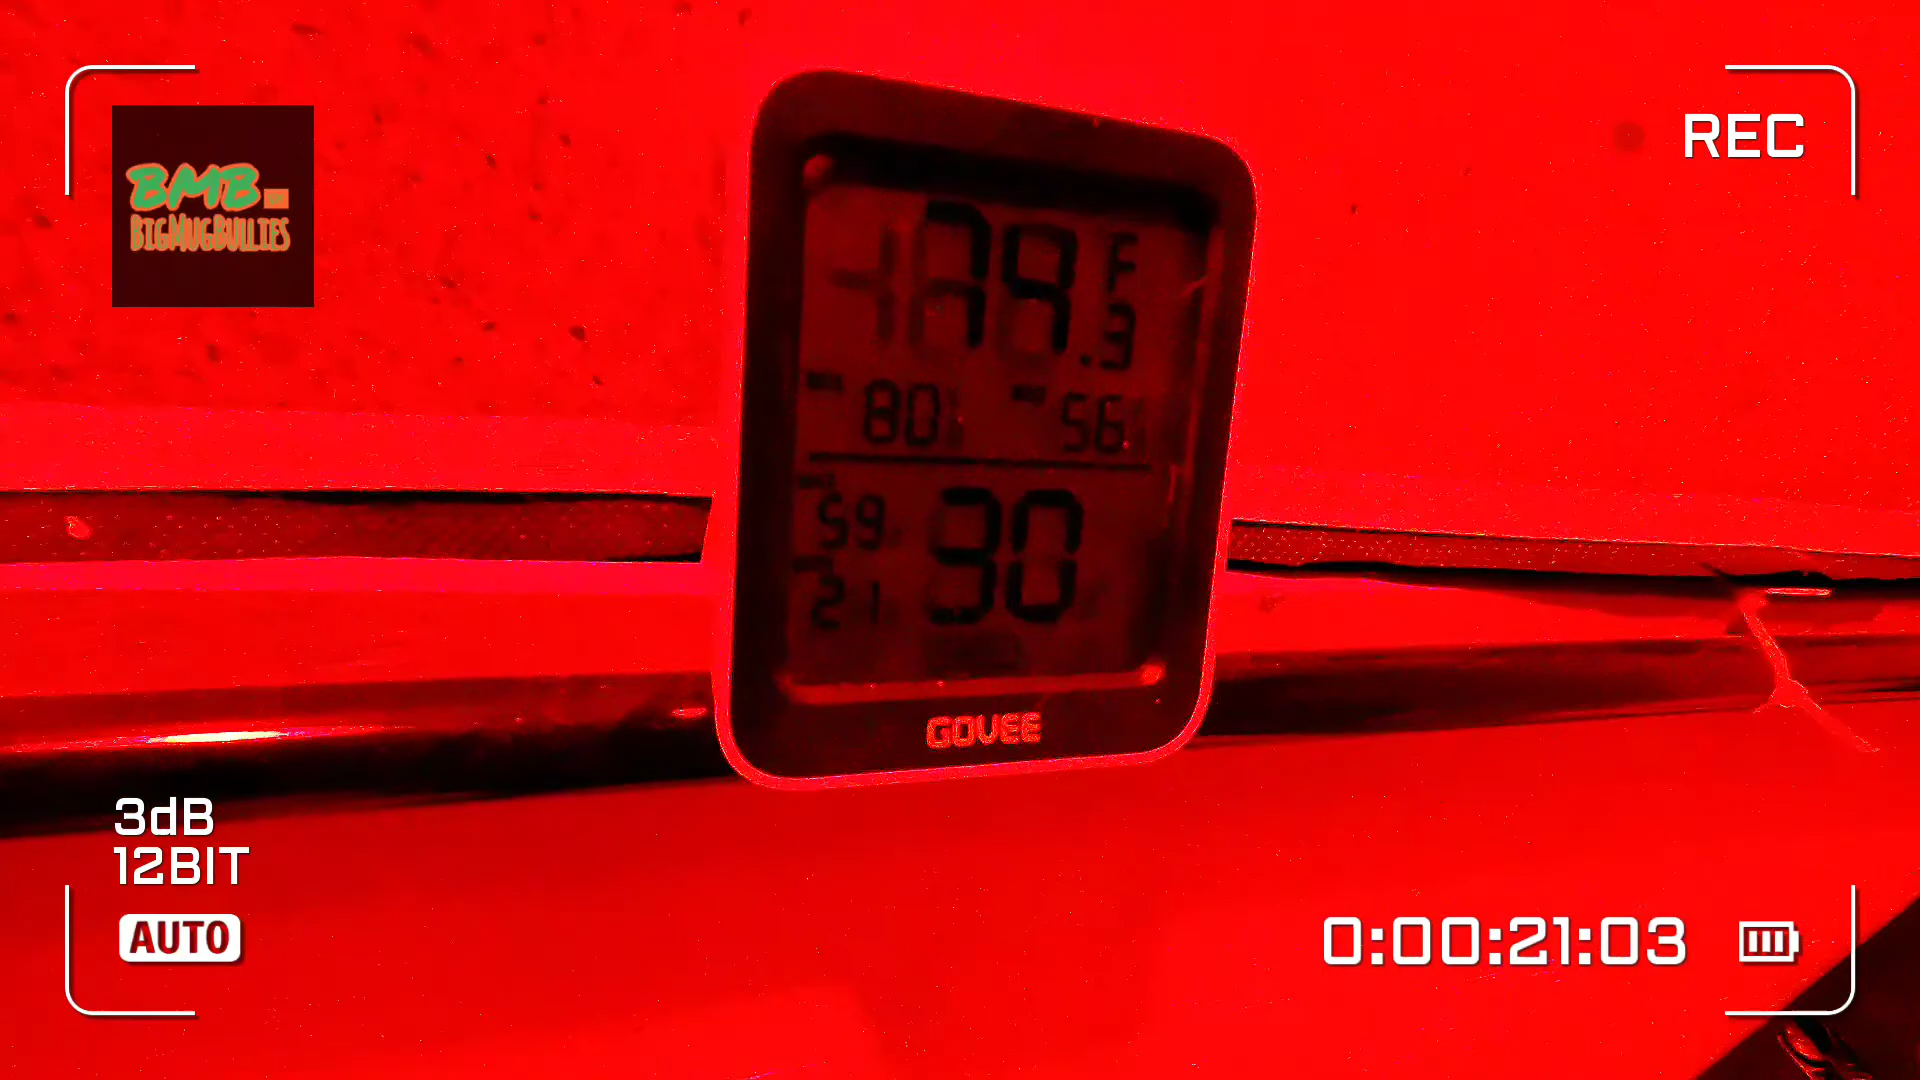 REC
BMB
BIGMUGBULLIES
79.3 F
80
56
59
30
21
GOVEE
3dB
12BIT
AUTO
0:00:21:03